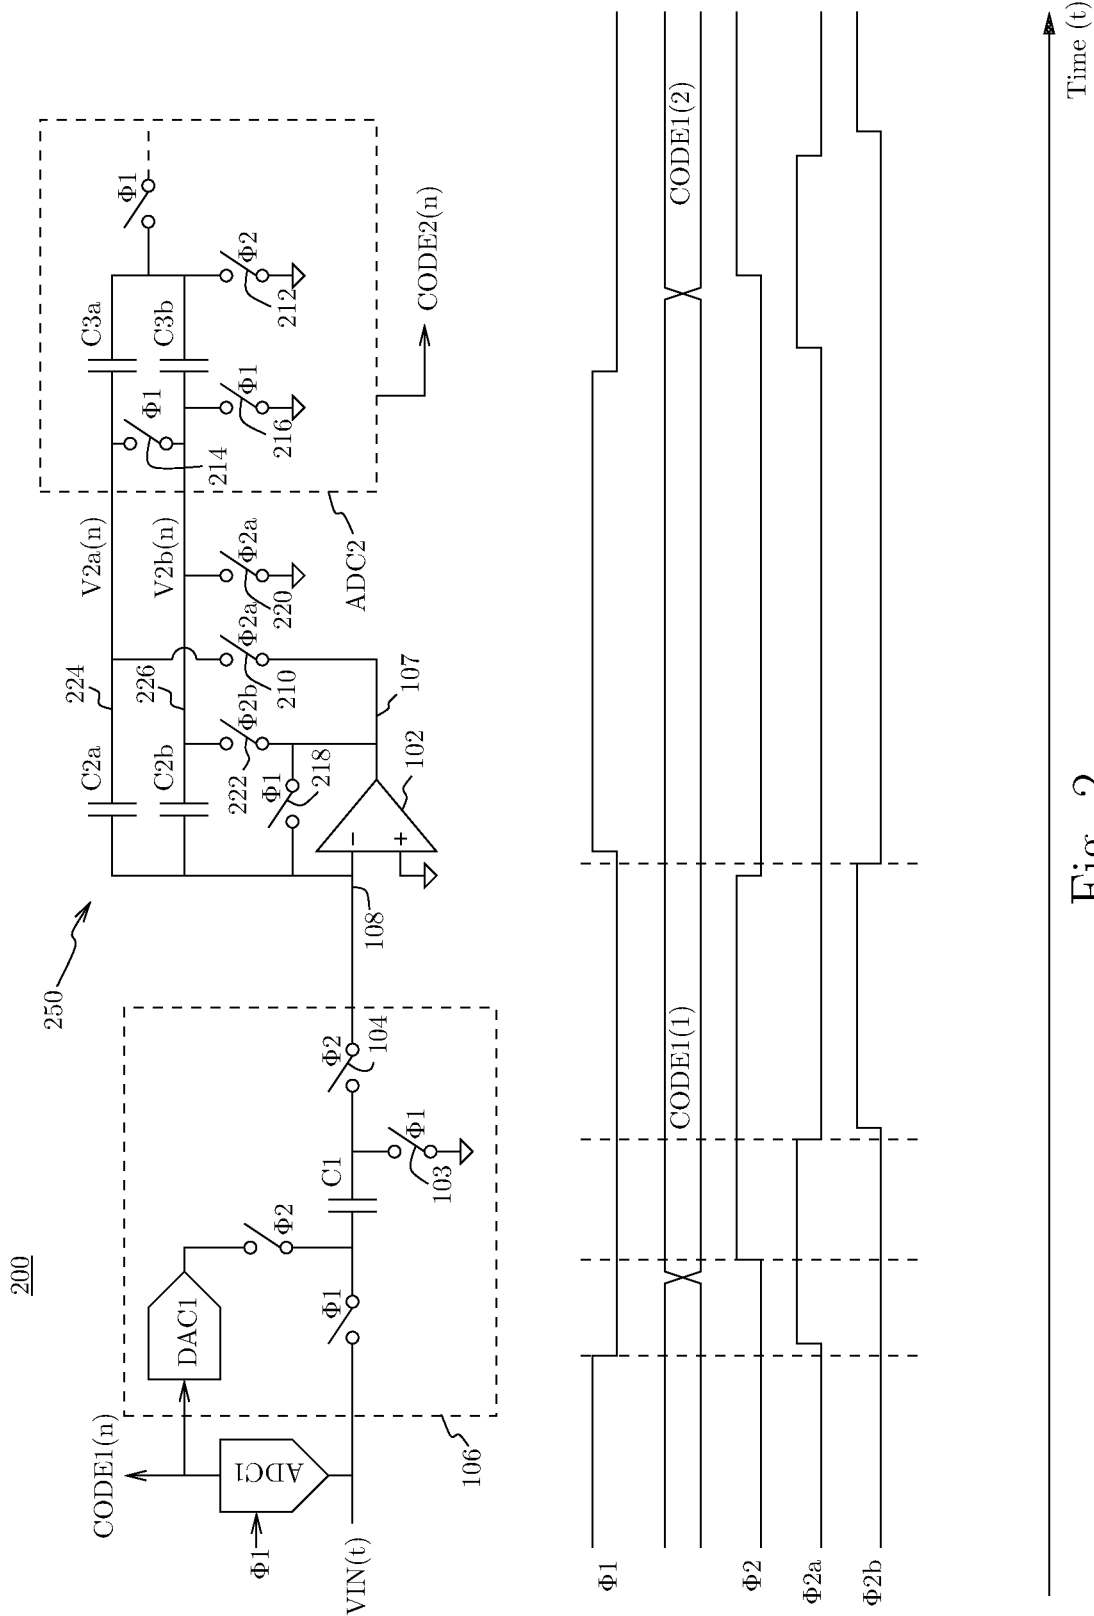 200
250
CODE1(n)
Φ1
ADC1
VIN(t)
DAC1
Φ2
Φ1
C1
Φ1
103
Φ2
104
106
108
C2a
C2b
224
226
Φ1
218
222
Φ2b
210
Φ2a
220
Φ2a
107
102
−
+
V2a(n)
V2b(n)
ADC2
214
Φ1
216
Φ1
C3a
C3b
212
Φ2
Φ1
CODE2(n)
Φ1
CODE1(1)
CODE1(2)
Φ2
Φ2a
Φ2b
Time (t)
Fig. 2